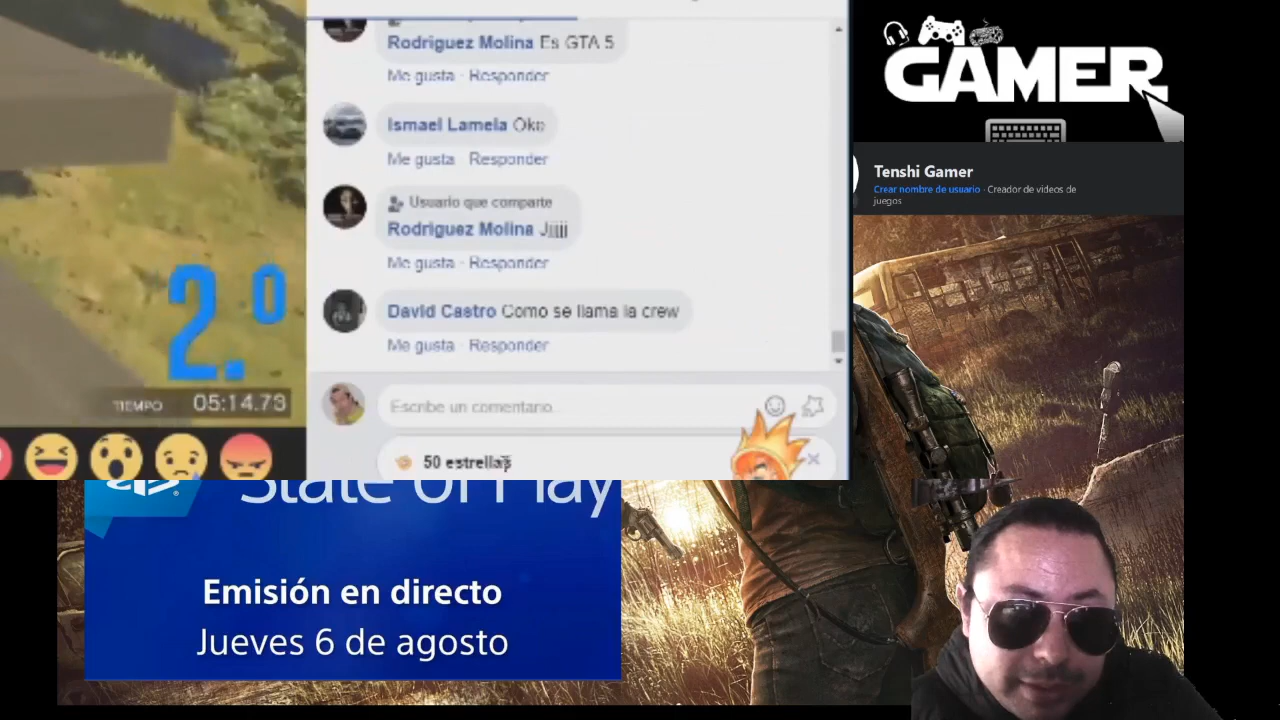 Rodriguez Molina Es GTA 5
Me gusta · Responder
Ismael Lamela Oke
Me gusta · Responder
Usuario que comparte
Rodriguez Molina Jjjjj
Me gusta · Responder
David Castro Como se llama la crew
Me gusta · Responder
Escribe un comentario...
50 estrellas
2.º
TIEMPO 05:14.73
GAMER
Tenshi Gamer
Crear nombre de usuario · Creador de videos de
juegos
State of Play
Emisión en directo
Jueves 6 de agosto